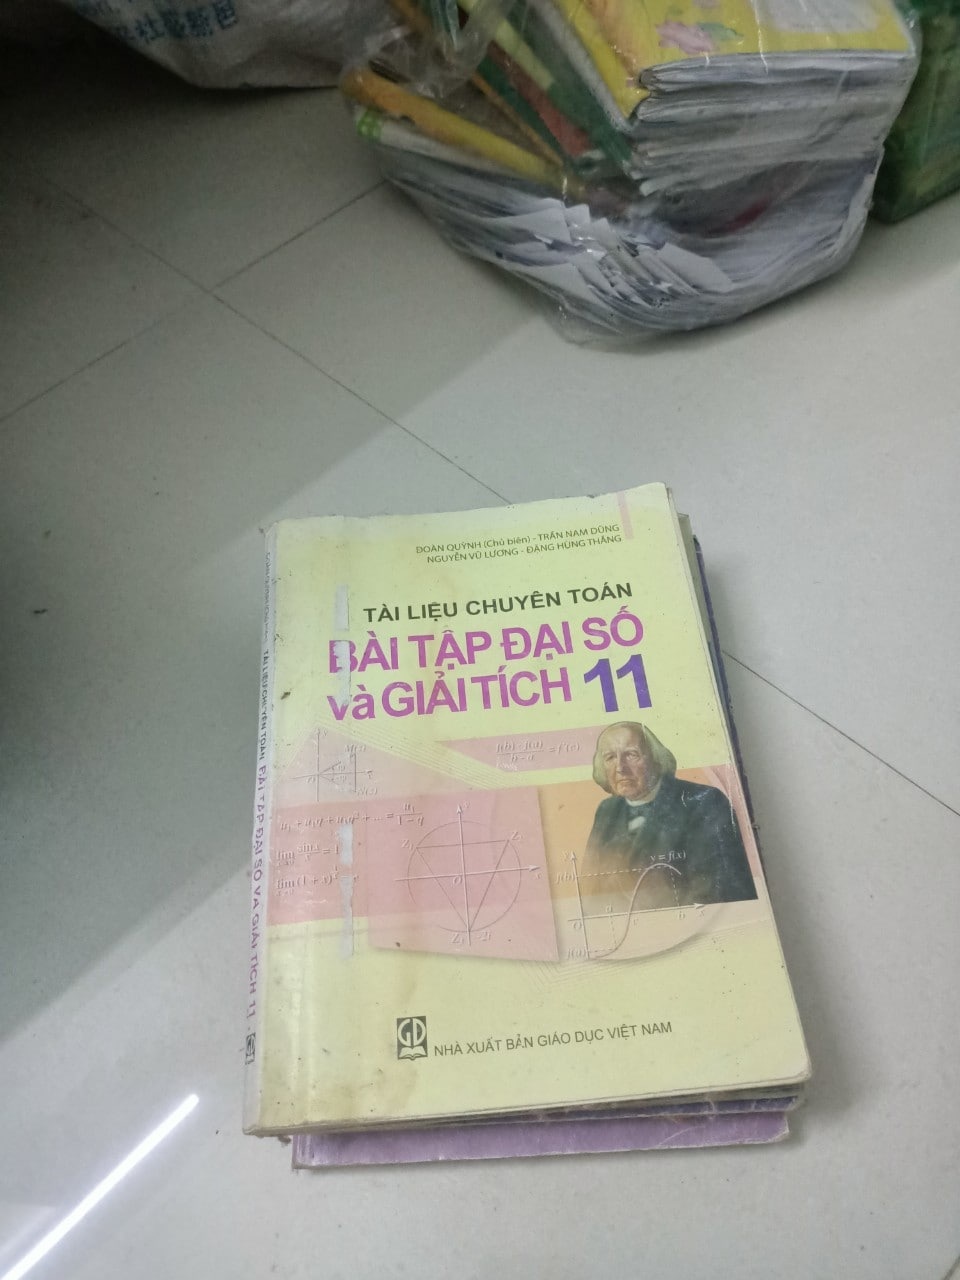 ĐOÀN QUỲNH (Chủ biên) - TRẦN NAM DŨNG
NGUYỄN VŨ LƯƠNG - ĐẶNG HÙNG THẮNG
TÀI LIỆU CHUYÊN TOÁN
BÀI TẬP ĐẠI SỐ
và GIẢI TÍCH 11
y = f(x)
GD
NHÀ XUẤT BẢN GIÁO DỤC VIỆT NAM
TÀI LIỆU CHUYÊN TOÁN BÀI TẬP ĐẠI SỐ VÀ GIẢI TÍCH 11